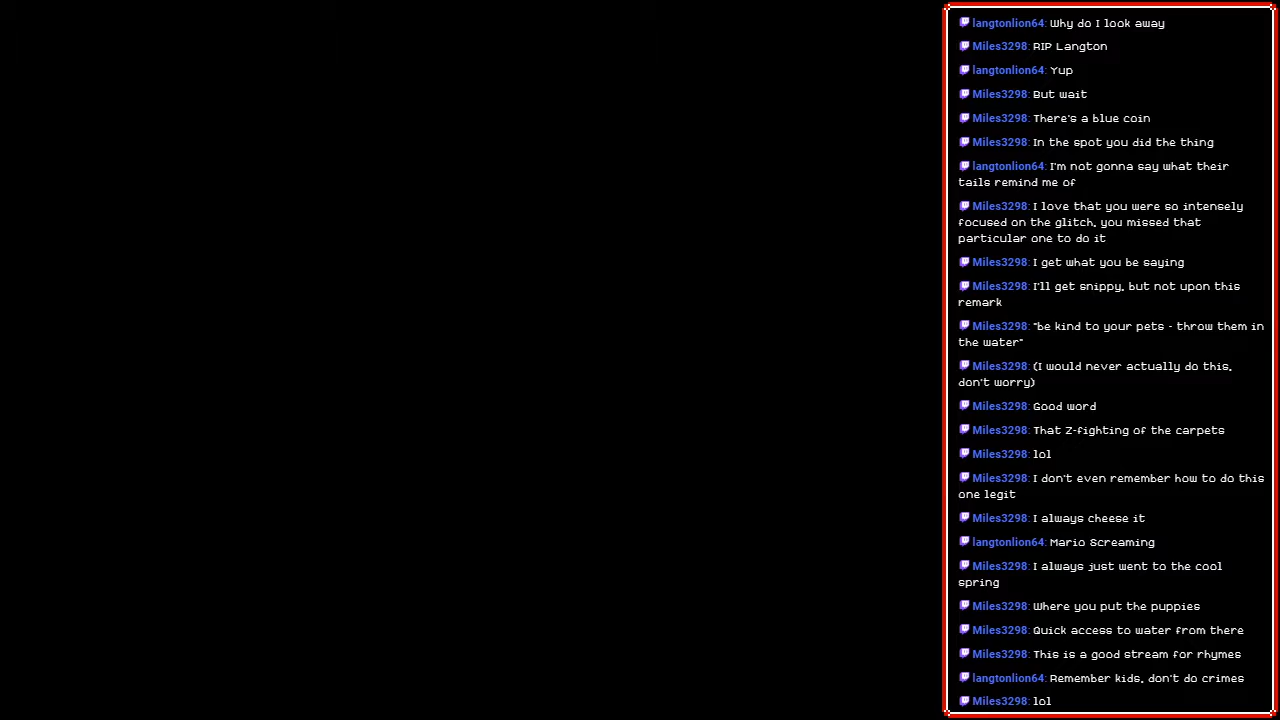 langtonlion64: Why do I look away
Miles3298: RIP Langton
langtonlion64: Yup
Miles3298: But wait
Miles3298: There's a blue coin
Miles3298: In the spot you did the thing
langtonlion64: I'm not gonna say what their
tails remind me of
Miles3298: I love that you were so intensely
focused on the glitch, you missed that
particular one to do it
Miles3298: I get what you be saying
Miles3298: I'll get snippy, but not upon this
remark
Miles3298: "be kind to your pets - throw them in
the water"
Miles3298: (I would never actually do this,
don't worry)
Miles3298: Good word
Miles3298: That Z-fighting of the carpets
Miles3298: lol
Miles3298: I don't even remember how to do this
one legit
Miles3298: I always cheese it
langtonlion64: Mario Screaming
Miles3298: I always just went to the cool
spring
Miles3298: Where you put the puppies
Miles3298: Quick access to water from there
Miles3298: This is a good stream for rhymes
langtonlion64: Remember kids, don't do crimes
Miles3298: lol